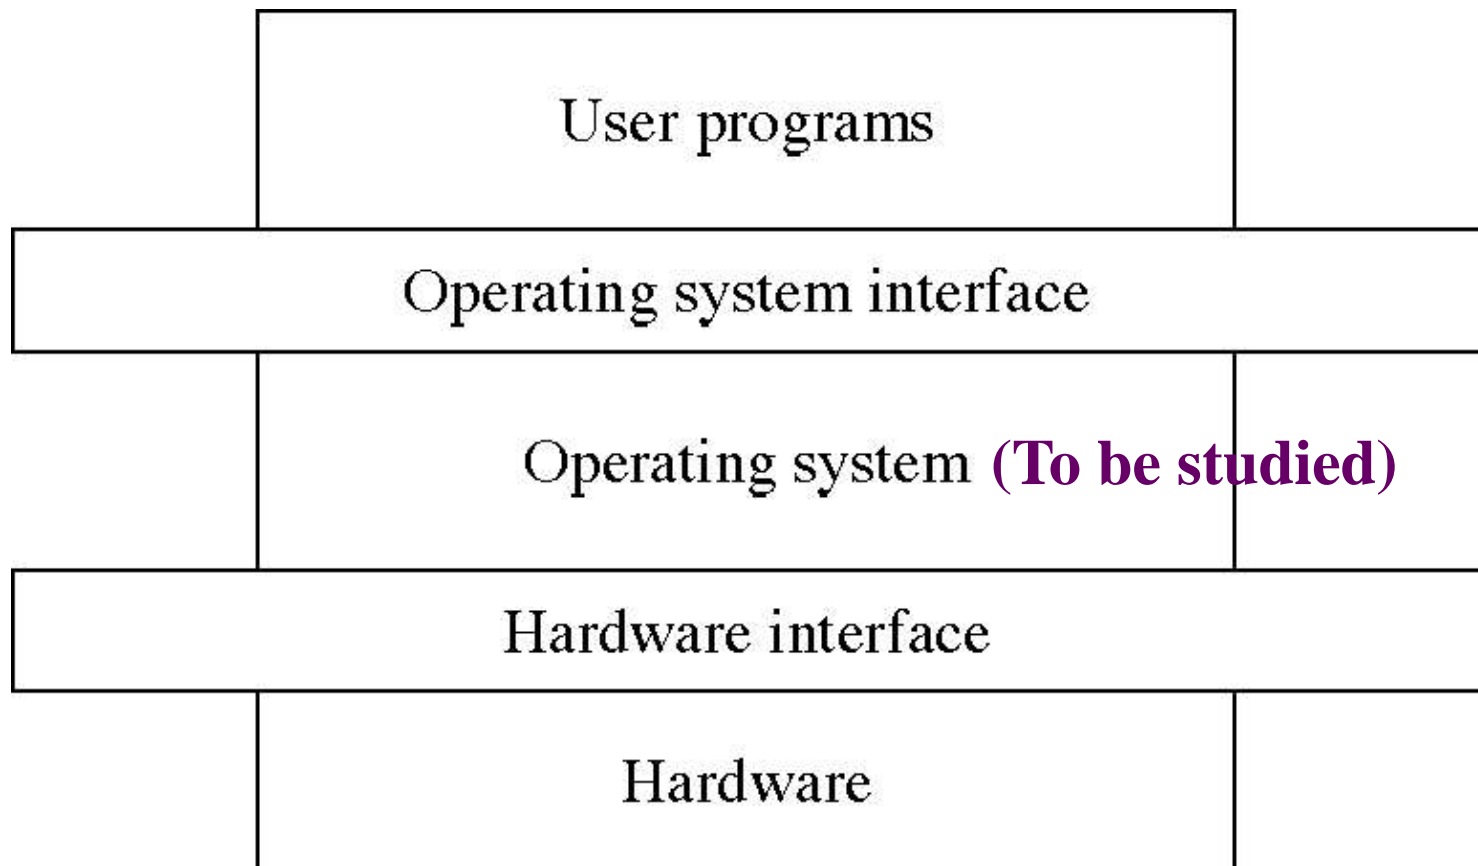 User programs
Operating system interface
Operating system (To be studied)
Hardware interface
Hardware